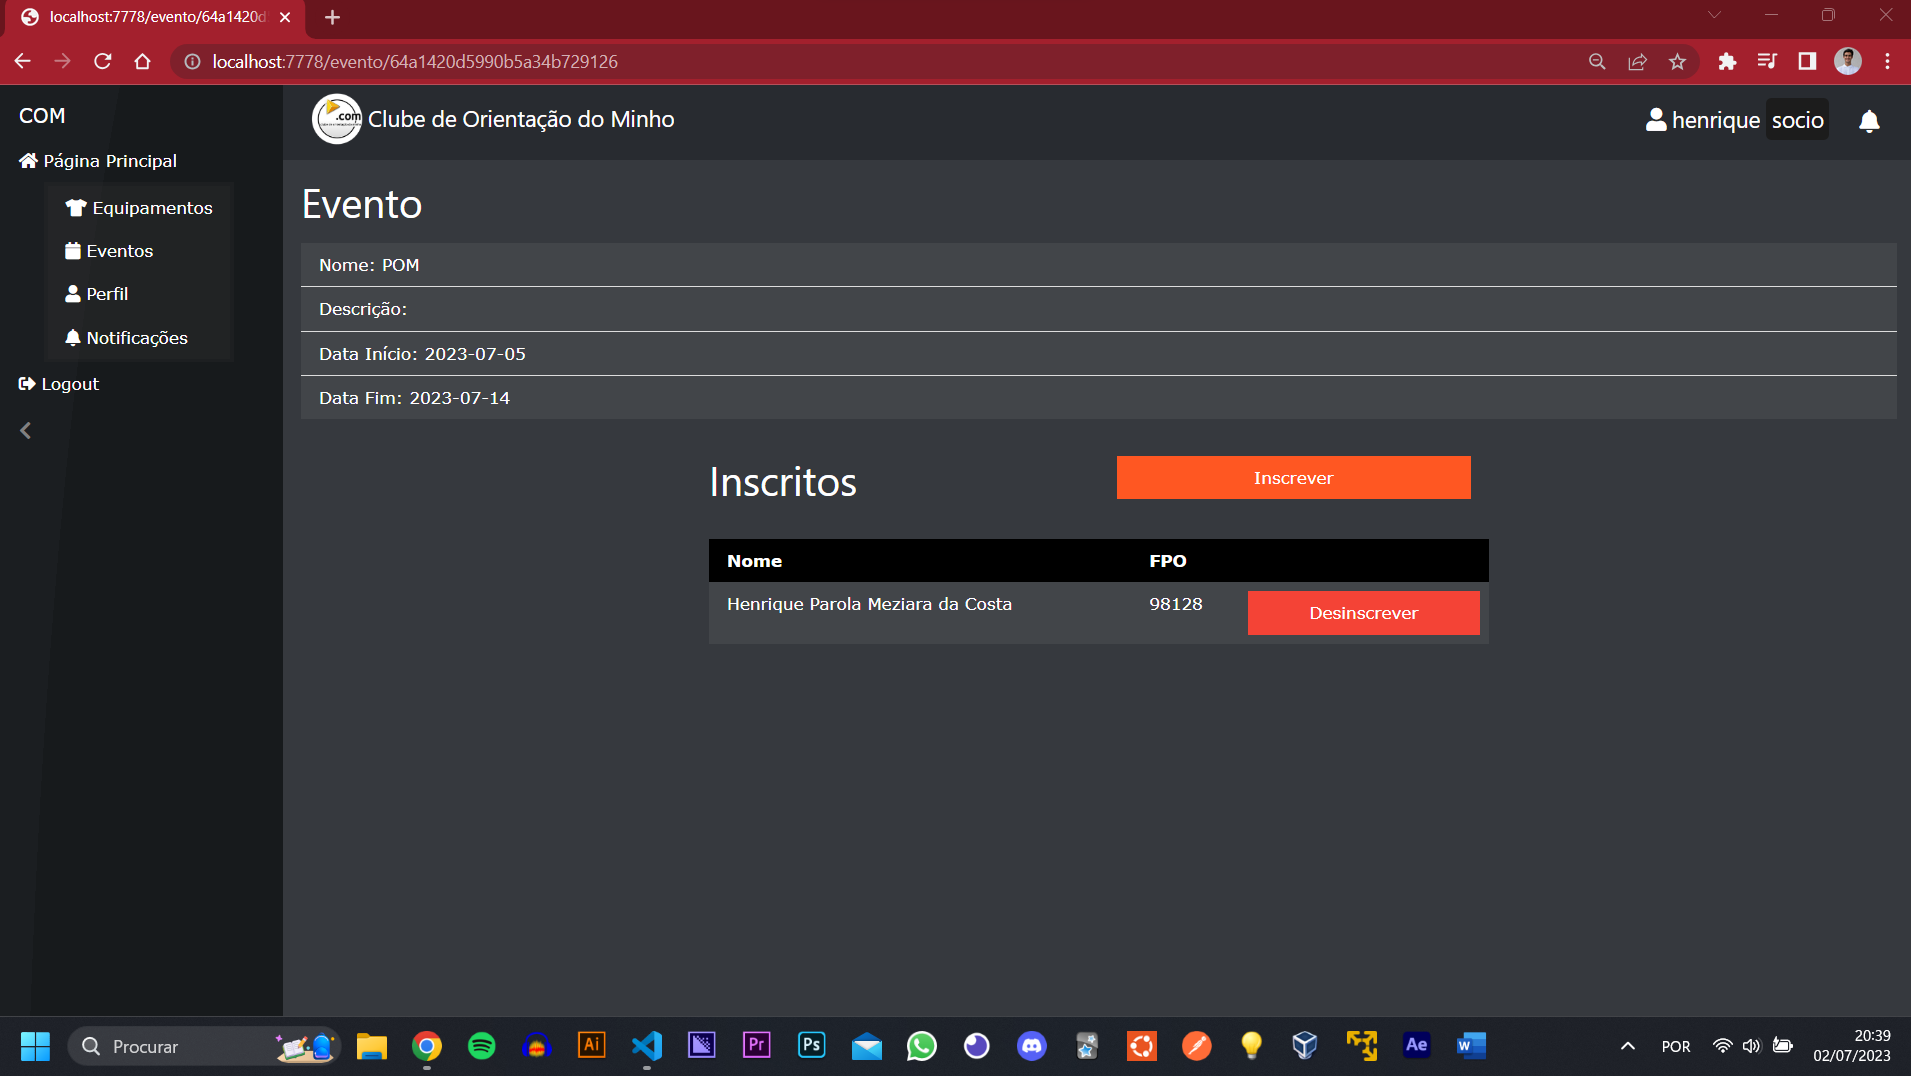 localhost:7778/evento/64a1420d
localhost:7778/evento/64a1420d5990b5a34b729126
COM
Página Principal
Equipamentos
Eventos
Perfil
Notificações
Logout
.com
Clube de Orientação do Minho
henrique socio
Evento
Nome: POM
Descrição:
Data Início: 2023-07-05
Data Fim: 2023-07-14
Inscritos
Inscrever
Nome FPO
Henrique Parola Meziara da Costa 98128 Desinscrever
Procurar
Ai
Pr
Ps
Ae
W
POR
20:39
02/07/2023